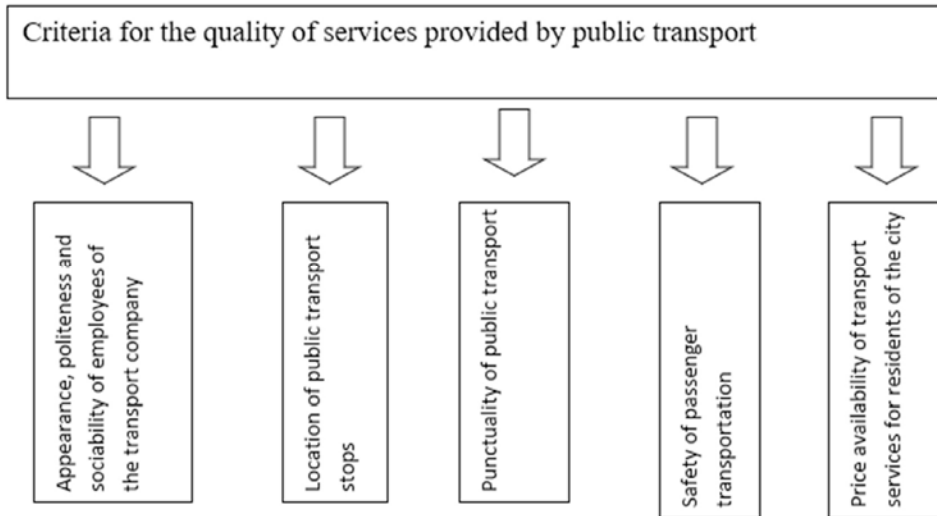 Criteria for the quality of services provided by public transport
Appearance, politeness and
sociability of employees of
the transport company
Location of public transport
stops
Punctuality of public transport
Safety of passenger
transportation
Price availability of transport
services for residents of the city